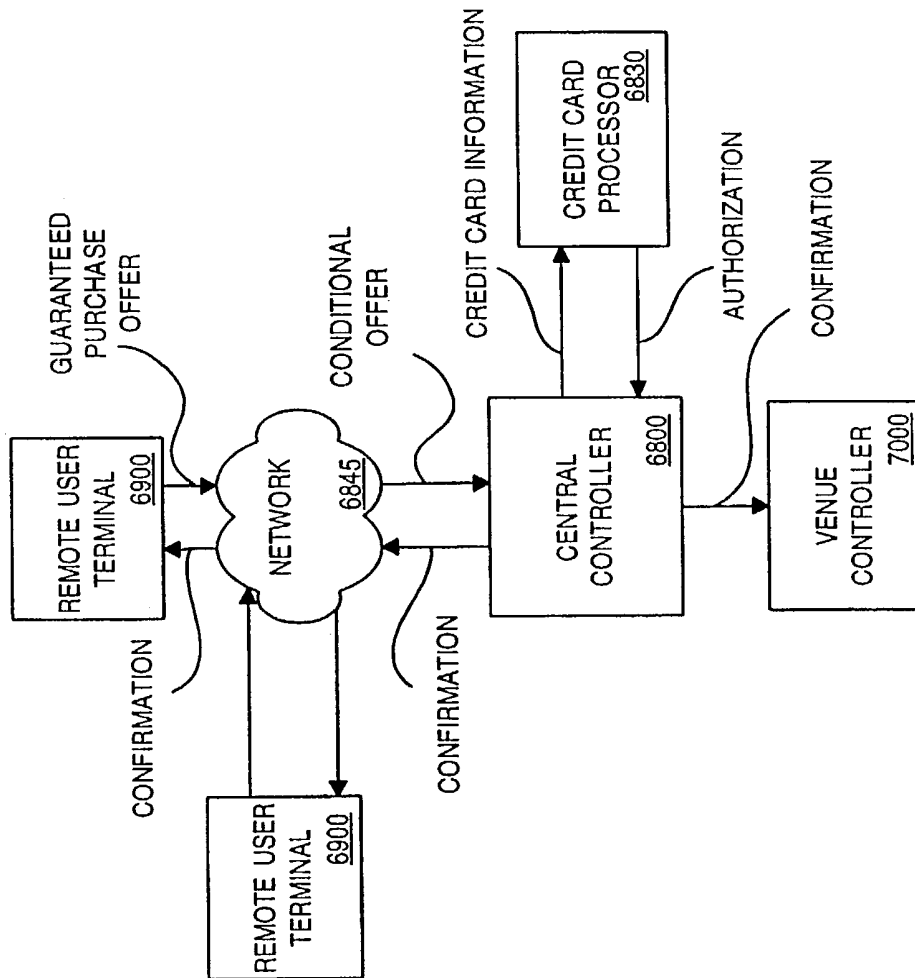 GUARANTEED
PURCHASE
OFFER
REMOTE USER
TERMINAL
6900
CONFIRMATION
NETWORK
6845
CONDITIONAL
OFFER
CONFIRMATION
REMOTE USER
TERMINAL
6900
CREDIT CARD INFORMATION
CREDIT CARD
PROCESSOR
6830
AUTHORIZATION
CENTRAL
CONTROLLER
6800
CONFIRMATION
VENUE
CONTROLLER
7000